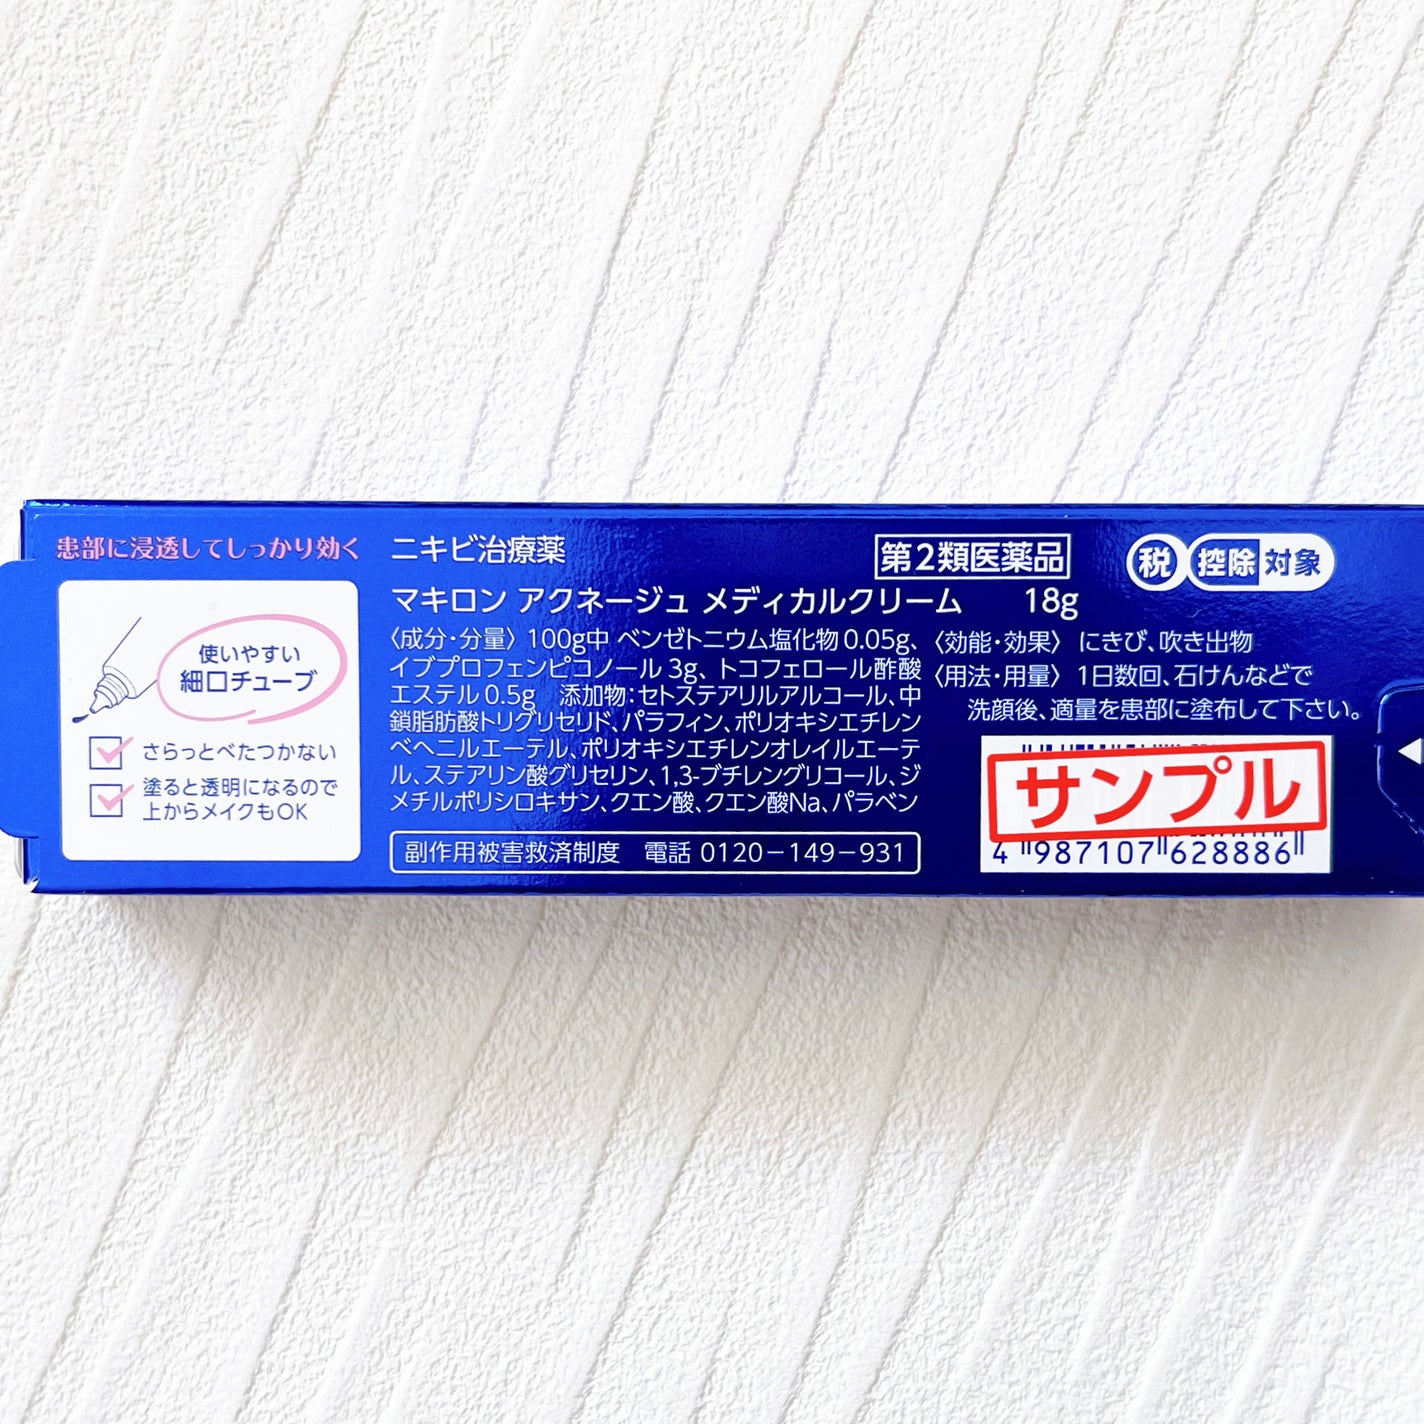 患部に浸透してしっかり効く
使いやすい
細口チューブ
さらっとべたつかない
塗ると透明になるので
上からメイクもOK
ニキビ治療薬
第2類医薬品
税 控除 対象
マキロン アクネージュ メディカルクリーム 18g
〈成分・分量〉 100g中 ベンゼトニウム塩化物0.05g、
イブプロフェンピコノール3g、トコフェロール酢酸
エステル0.5g 添加物:セトステアリルアルコール、中
鎖脂肪酸トリグリセリド、パラフィン、ポリオキシエチレン
ベヘニルエーテル、ポリオキシエチレンオレイルエーテ
ル、ステアリン酸グリセリン、1,3-ブチレングリコール、ジ
メチルポリシロキサン、クエン酸、クエン酸Na、パラベン
副作用被害救済制度 電話 0120-149-931
〈効能・効果〉 にきび、吹き出物
〈用法・用量〉 1日数回、石けんなどで
洗顔後、適量を患部に塗布して下さい。
サンプル
4 987107 628886